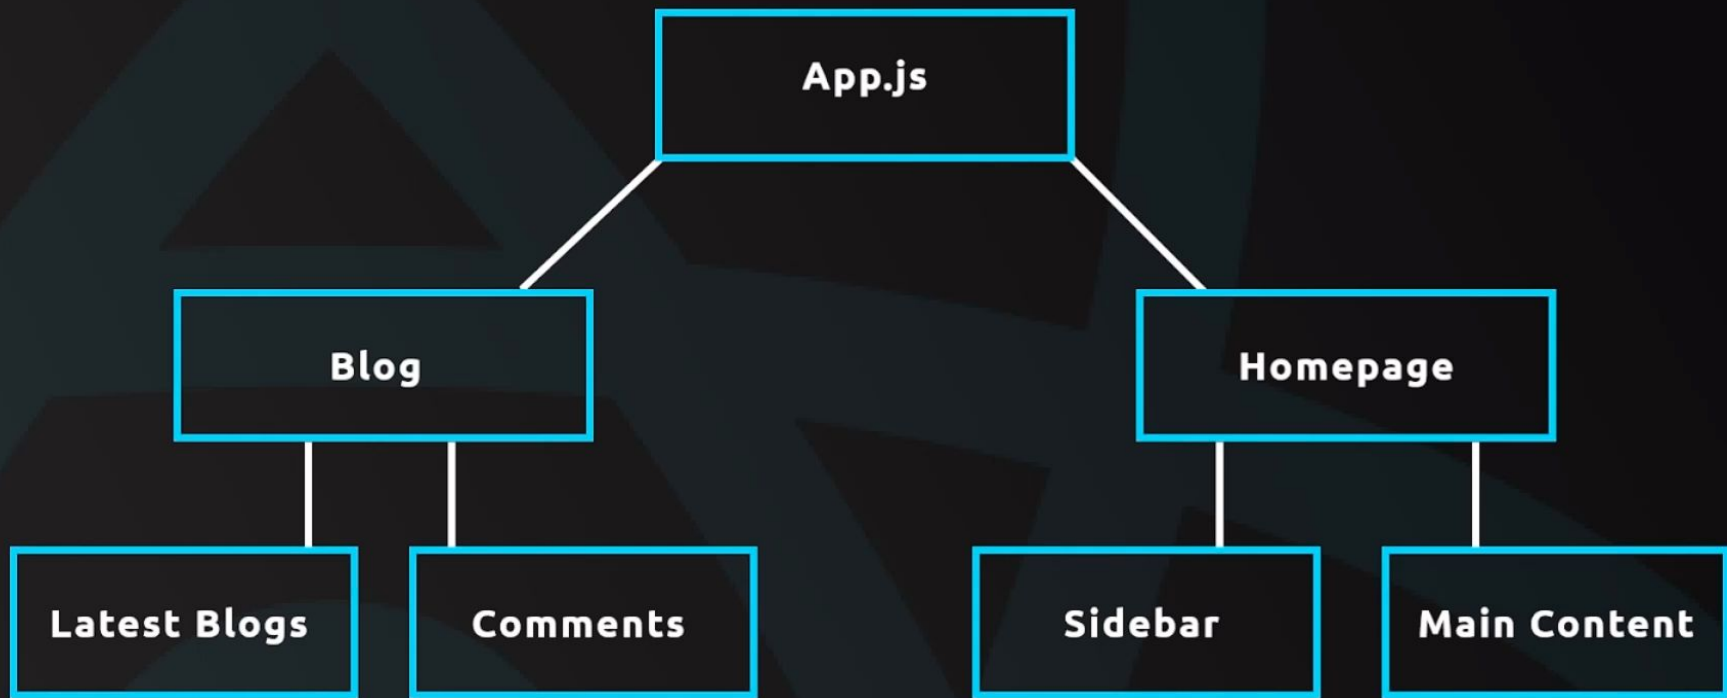 App.js
Blog
Homepage
Latest Blogs
Comments
Sidebar
Main Content